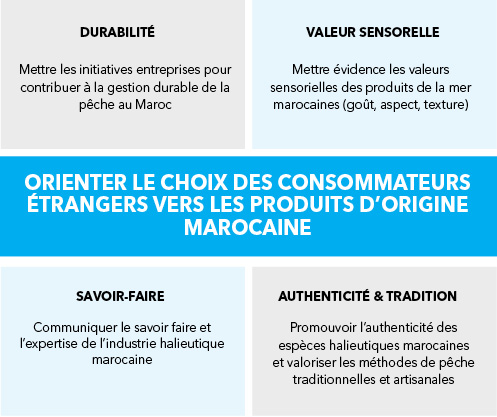 DURABILITÉ
Mettre les initiatives entreprises pour
contribuer à la gestion durable de la
pêche au Maroc
VALEUR SENSORELLE
Mettre évidence les valeurs
sensorielles des produits de la mer
marocaines (goût, aspect, texture)
ORIENTER LE CHOIX DES CONSOMMATEURS
ÉTRANGERS VERS LES PRODUITS D’ORIGINE
MAROCAINE
SAVOIR-FAIRE
Communiquer le savoir faire et
l’expertise de l’industrie halieutique
marocaine
AUTHENTICITÉ & TRADITION
Promouvoir l’authenticité des
espèces halieutiques marocaines
et valoriser les méthodes de pêche
traditionnelles et artisanales